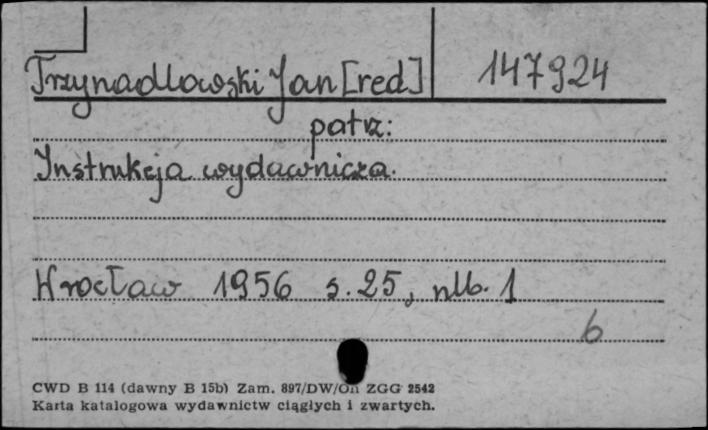 Trzynadlowski Jan [red] 147924
patrz:
Instrukcja wydawnicza.
Wrocław 1956 s. 25, nlb. 1
6
CWD B 114 (dawny B 15b) Zam. 897/DW/On ZGG 2542
Karta katalogowa wydawnictw ciągłych i zwartych.